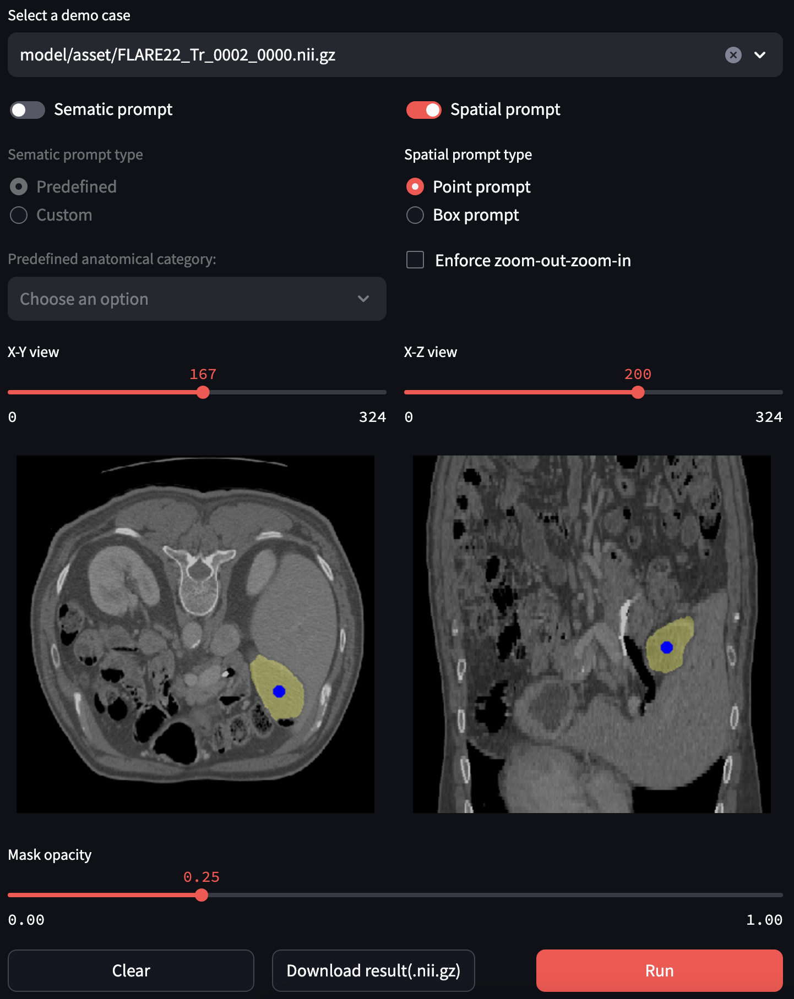 Select a demo case
model/asset/FLARE22_Tr_0002_0000.nii.gz
Sematic prompt
Spatial prompt
Sematic prompt type
Spatial prompt type
Predefined
Point prompt
Custom
Box prompt
Predefined anatomical category:
Enforce zoom-out-zoom-in
Choose an option
X-Y view
X-Z view
167
200
0
324
0
324
Mask opacity
0.25
0.00
1.00
Clear
Download result(.nii.gz)
Run